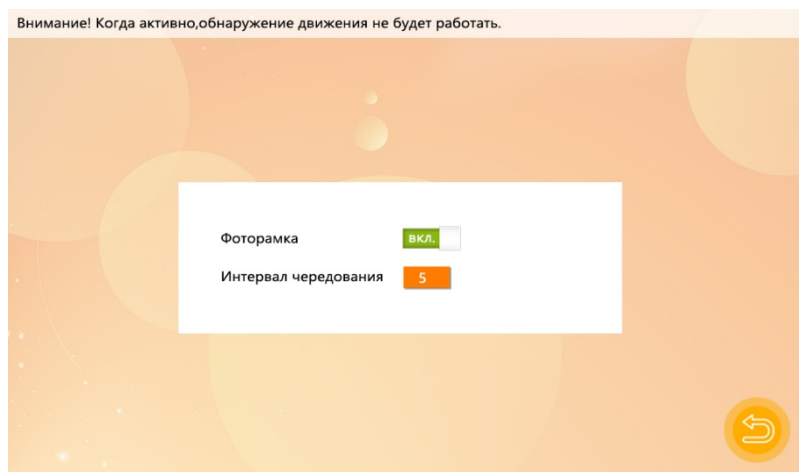 Внимание! Когда активно,обнаружение движения не будет работать.
Фоторамка ВКЛ.
Интервал чередования 5